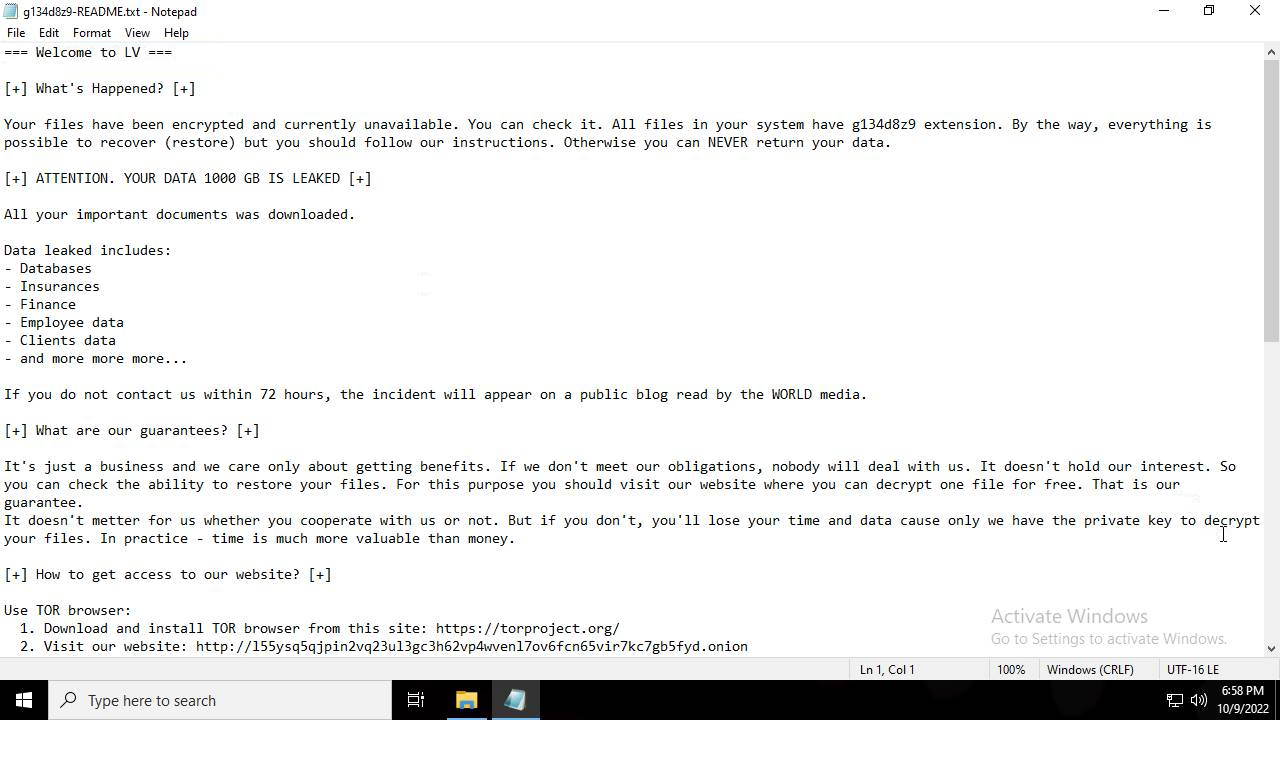 g134d8z9-README.txt - Notepad
File Edit Format View Help
=== Welcome to LV ===
[+] What's Happened? [+]
Your files have been encrypted and currently unavailable. You can check it. All files in your system have g134d8z9 extension. By the way, everything is
possible to recover (restore) but you should follow our instructions. Otherwise you can NEVER return your data.
[+] ATTENTION. YOUR DATA 1000 GB IS LEAKED [+]
All your important documents was downloaded.
Data leaked includes:
- Databases
- Insurances
- Finance
- Employee data
- Clients data
- and more more more...
If you do not contact us within 72 hours, the incident will appear on a public blog read by the WORLD media.
[+] What are our guarantees? [+]
It's just a business and we care only about getting benefits. If we don't meet our obligations, nobody will deal with us. It doesn't hold our interest. So
you can check the ability to restore your files. For this purpose you should visit our website where you can decrypt one file for free. That is our
guarantee.
It doesn't metter for us whether you cooperate with us or not. But if you don't, you'll lose your time and data cause only we have the private key to decrypt
your files. In practice - time is much more valuable than money.
[+] How to get access to our website? [+]
Use TOR browser:
1. Download and install TOR browser from this site: https://torproject.org/
2. Visit our website: http://l55ysq5qjpin2vq23ul3gc3h62vp4wvenl7ov6fcn65vir7kc7gb5fyd.onion
Activate Windows
Go to Settings to activate Windows.
Ln 1, Col 1 100% Windows (CRLF) UTF-16 LE
Type here to search
6:58 PM
10/9/2022